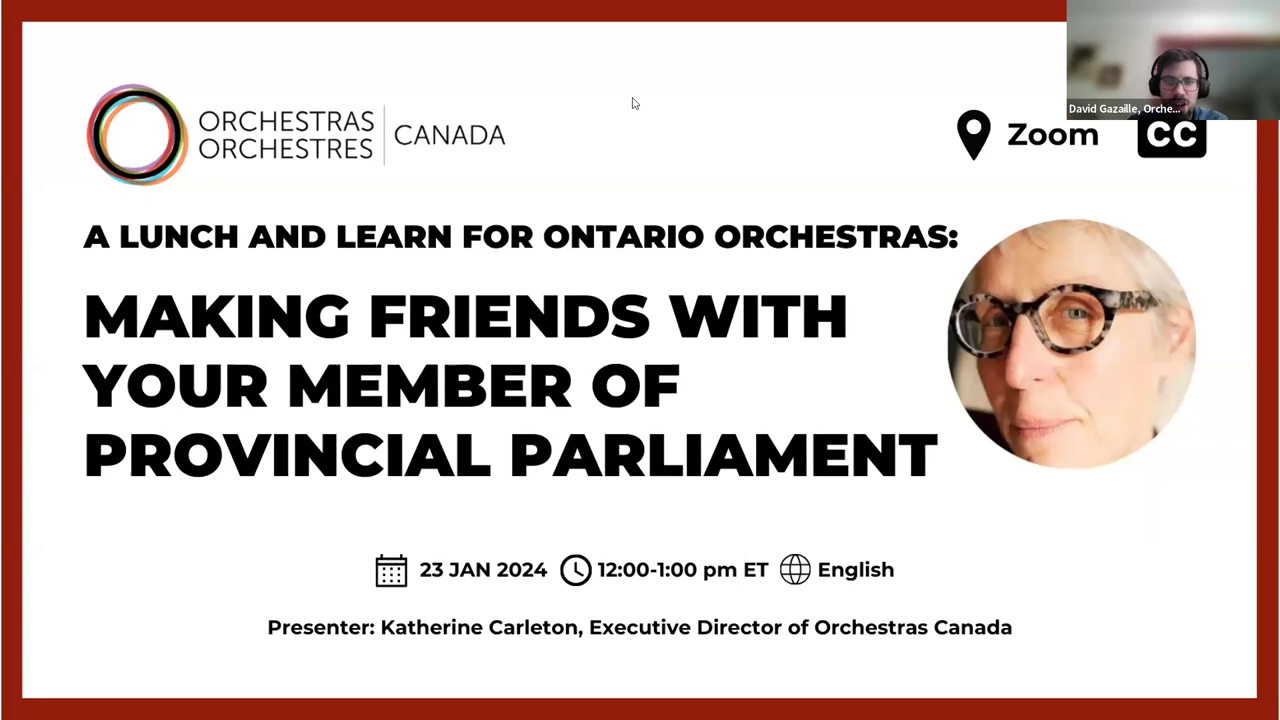 ORCHESTRAS
ORCHESTRES
CANADA
Zoom
CC
David Gazaille, Orche...
A LUNCH AND LEARN FOR ONTARIO ORCHESTRAS:
MAKING FRIENDS WITH
YOUR MEMBER OF
PROVINCIAL PARLIAMENT
23 JAN 2024
12:00-1:00 pm ET
English
Presenter: Katherine Carleton, Executive Director of Orchestras Canada